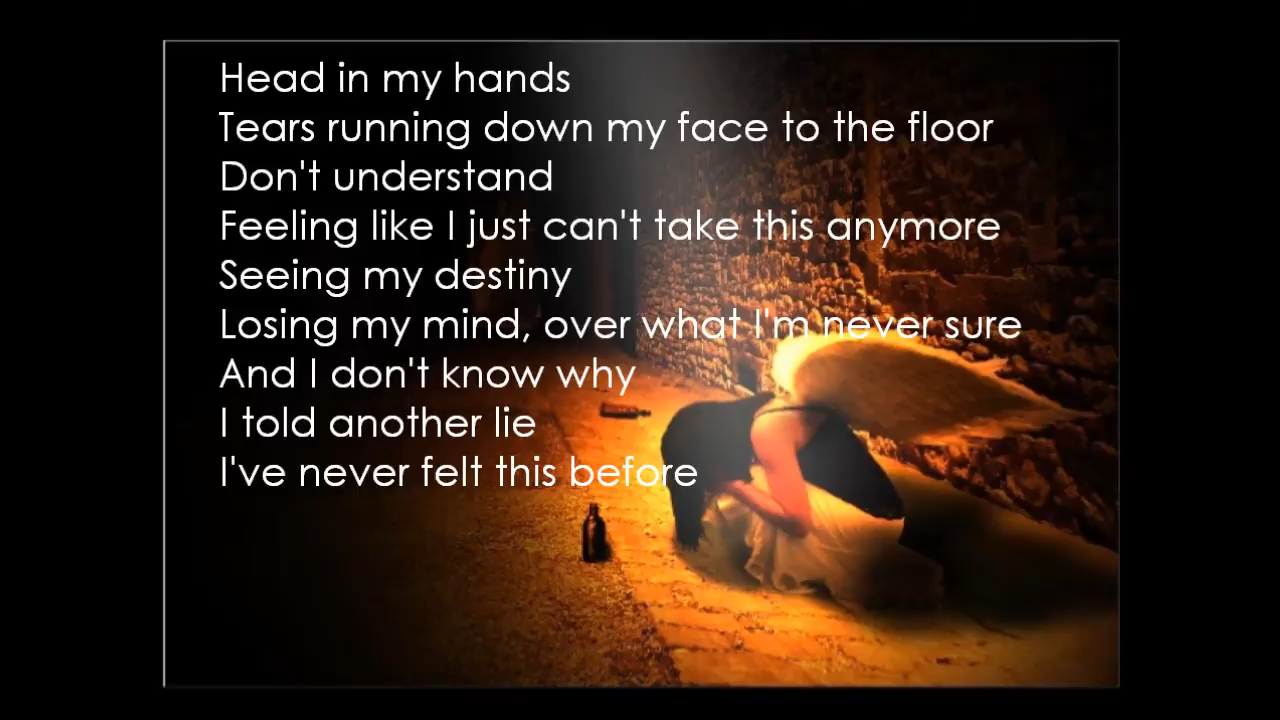 Head in my hands
Tears running down my face to the floor
Don't understand
Feeling like I just can't take this anymore
Seeing my destiny
Losing my mind, over what I'm never sure
And I don't know why
I told another lie
I've never felt this before